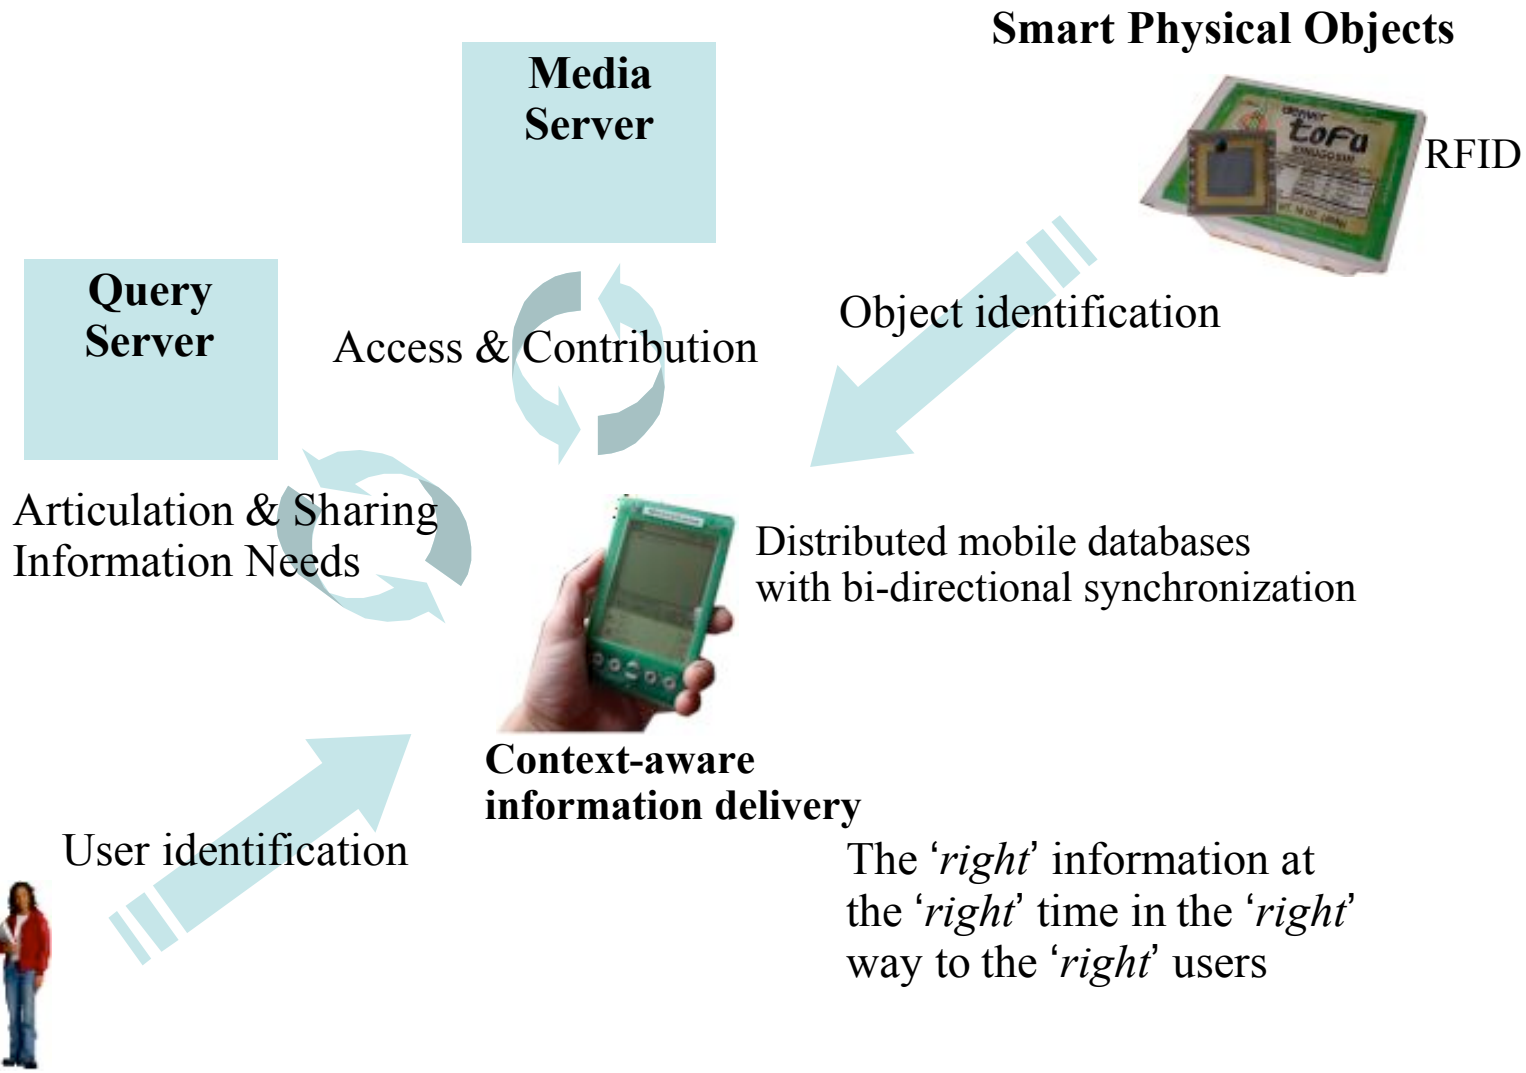 Smart Physical Objects
Media
Server
denver
tofu
RFID
Query
Server
Object identification
Access & Contribution
Articulation & Sharing
Information Needs
Distributed mobile databases
with bi-directional synchronization
Context-aware
information delivery
User identification
The ‘right’ information at
the ‘right’ time in the ‘right’
way to the ‘right’ users